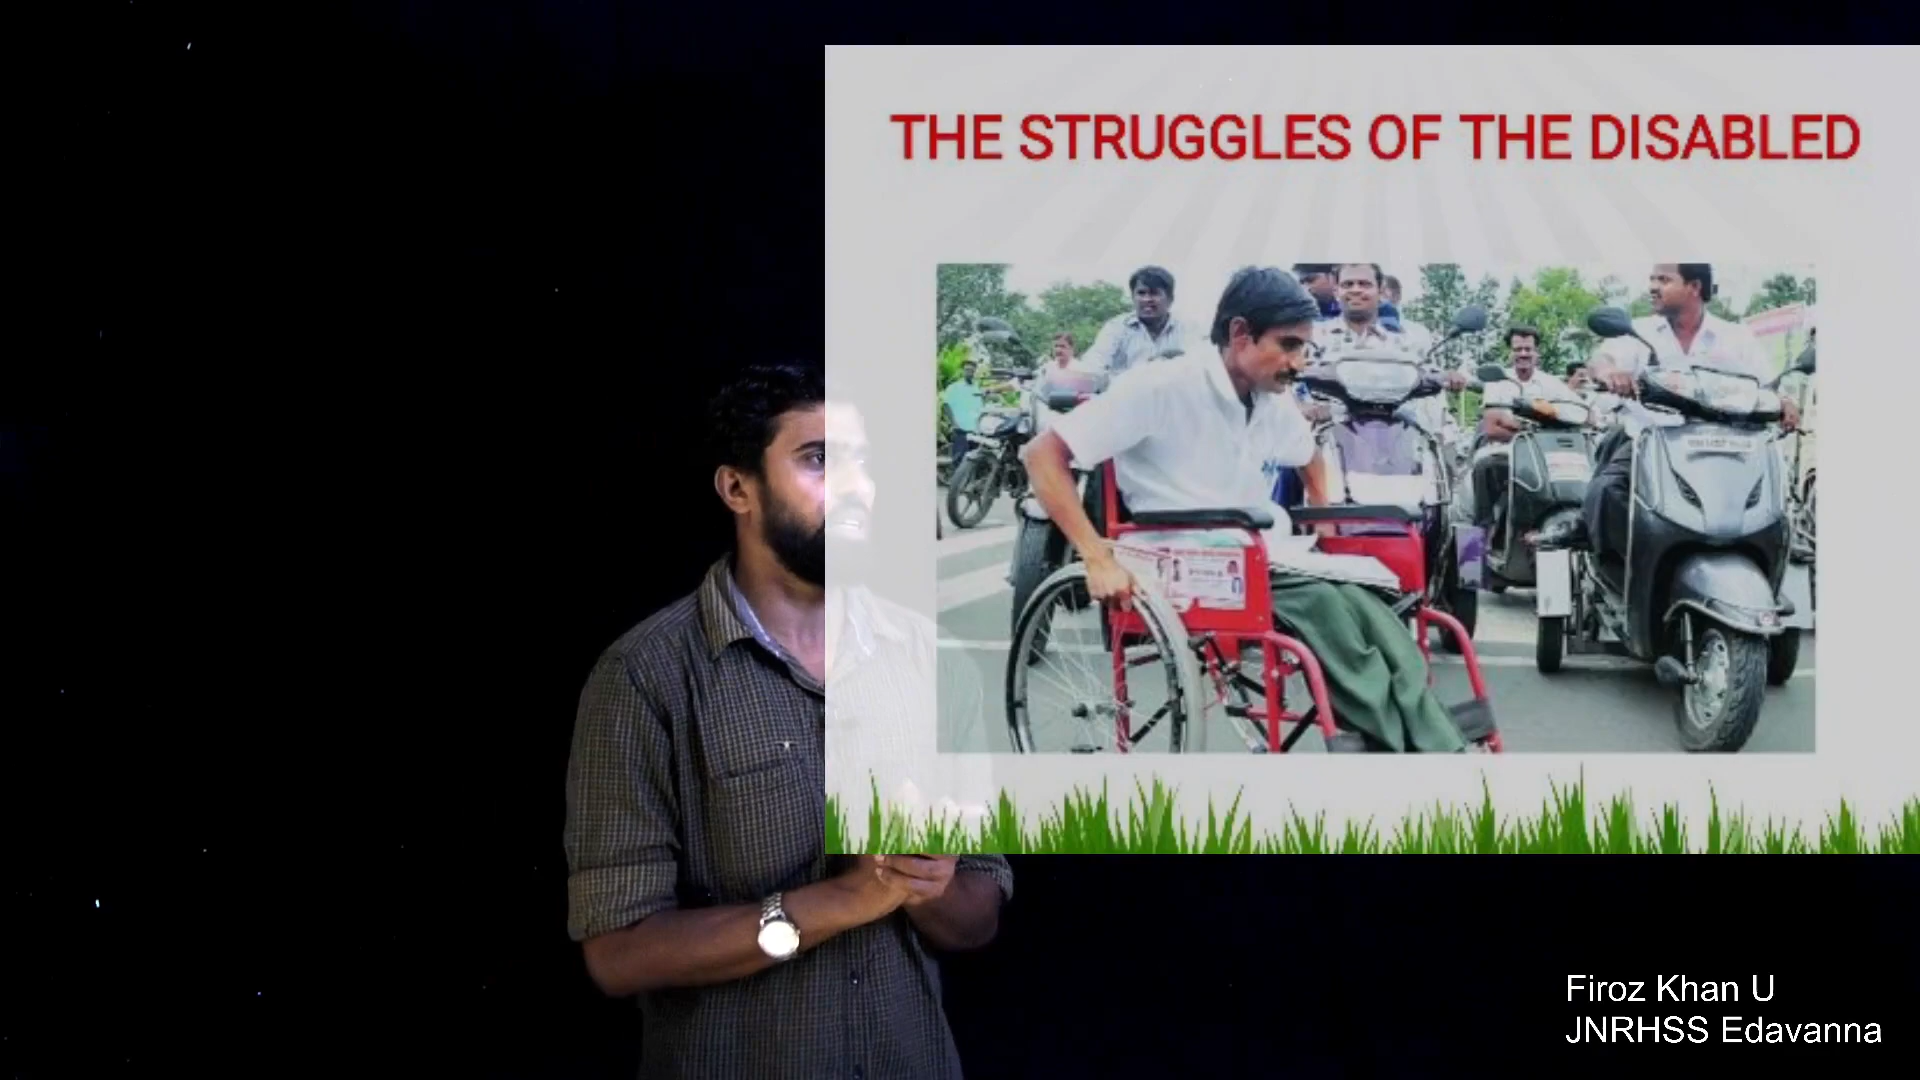 THE STRUGGLES OF THE DISABLED
Firoz Khan U
JNRHSS Edavanna